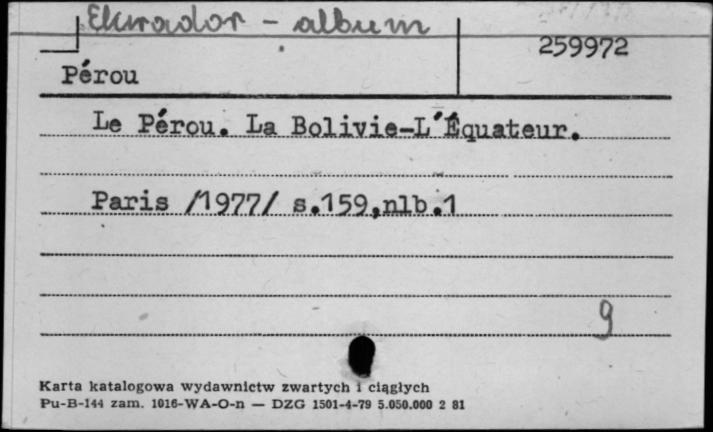 Ekwador - album
259972
Pérou
Le Pérou. La Bolivie-L'Équateur.
Paris /1977/ s.159,nlb.1
9
Karta katalogowa wydawnictw zwartych i ciągłych
Pu-B-144 zam. 1016-WA-O-n — DZG 1501-4-79 5.050.000 2 81